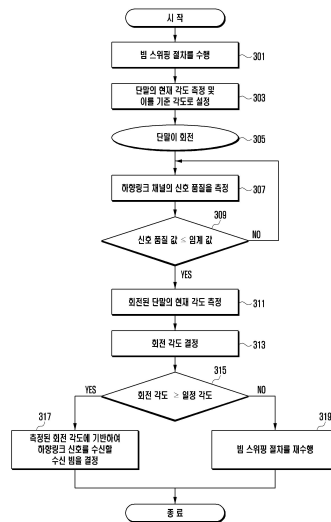 시 작
빔 스위핑 절차를 수행
301
단말의 현재 각도 측정 및
이를 기준 각도로 설정
303
단말이 회전
305
하향링크 채널의 신호 품질을 측정
307
309
신호 품질 값 ≤ 임계 값
NO
YES
회전된 단말의 현재 각도 측정
311
회전 각도 결정
313
315
YES
회전 각도 ≥ 일정 각도
NO
317
319
측정된 회전 각도에 기반하여
하향링크 신호를 수신할
수신 빔을 결정
빔 스위핑 절차를 재수행
종 료